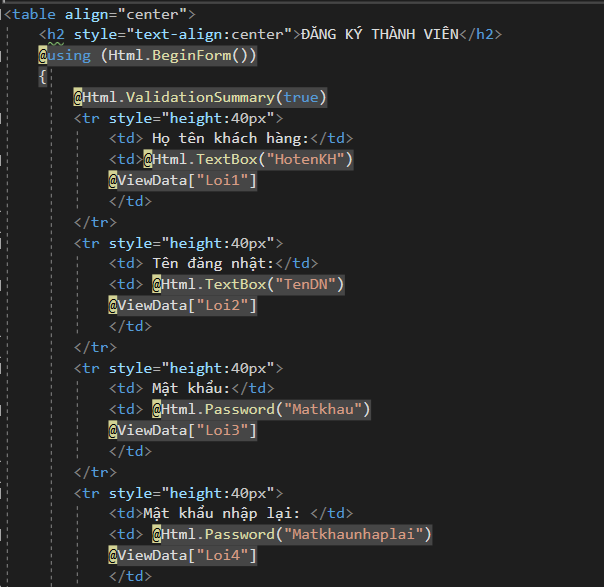 <table align="center">
<h2 style="text-align:center">ĐĂNG KÝ THÀNH VIÊN</h2>
@using (Html.BeginForm())
{
@Html.ValidationSummary(true)
<tr style="height:40px">
<td> Họ tên khách hàng:</td>
<td>@Html.TextBox("HotenKH")
@ViewData["Loi1"]
</td>
</tr>
<tr style="height:40px">
<td> Tên đăng nhật:</td>
<td> @Html.TextBox("TenDN")
@ViewData["Loi2"]
</td>
</tr>
<tr style="height:40px">
<td> Mật khẩu:</td>
<td> @Html.Password("Matkhau")
@ViewData["Loi3"]
</td>
</tr>
<tr style="height:40px">
<td>Mật khẩu nhập lại: </td>
<td> @Html.Password("Matkhaunhaplai")
@ViewData["Loi4"]
</td>